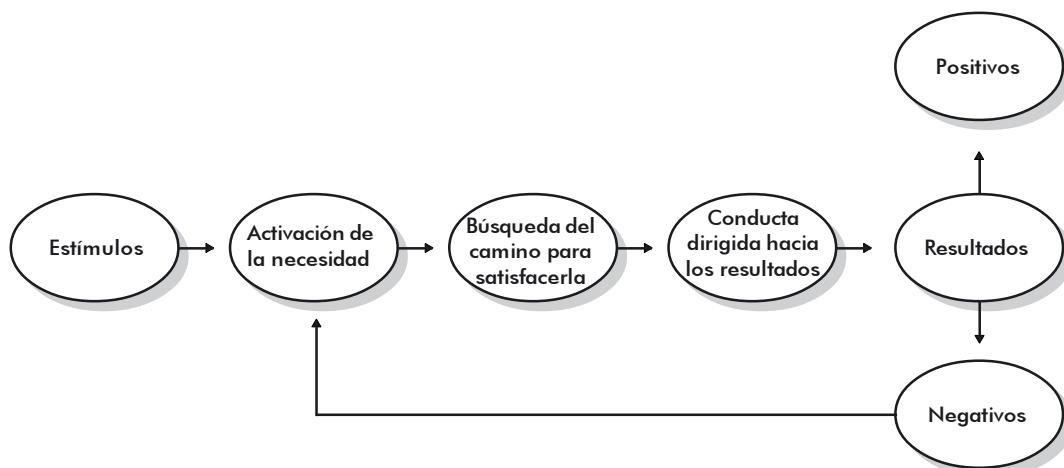 Positivos
Estímulos
Activación de
la necesidad
Búsqueda del
camino para
satisfacerla
Conducta
dirigida hacia
los resultados
Resultados
Negativos